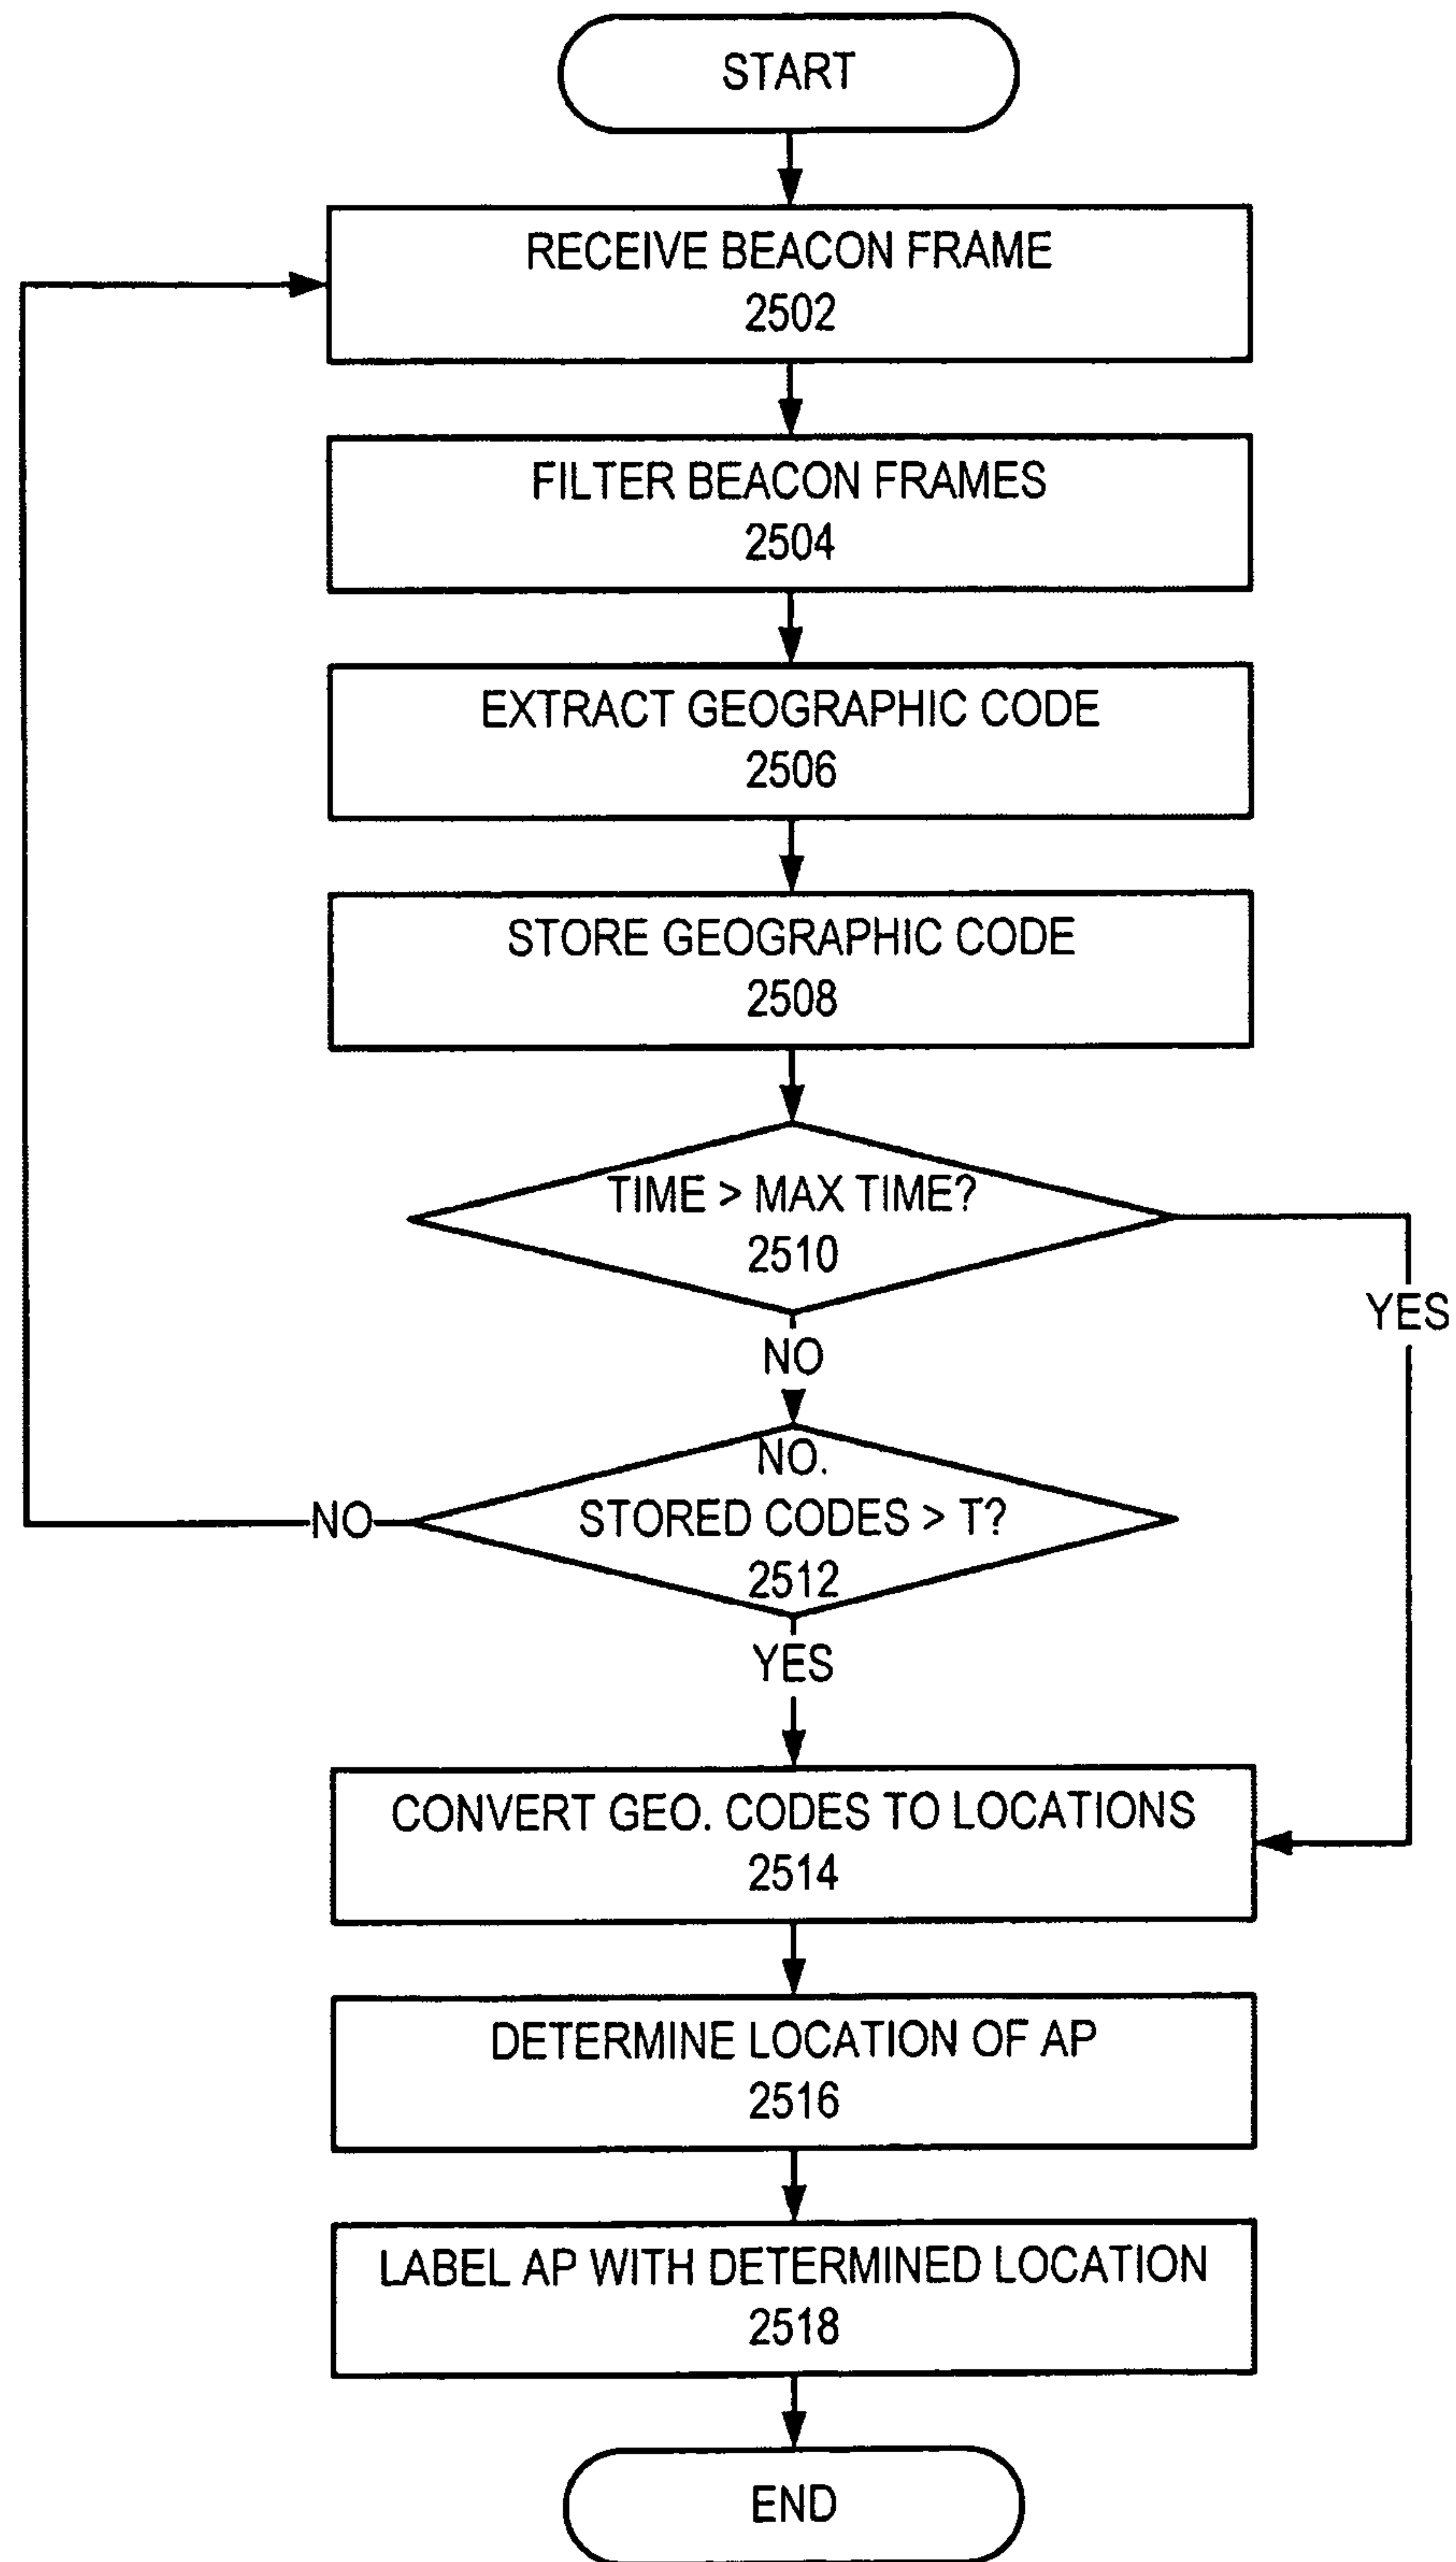 START
RECEIVE BEACON FRAME
2502
FILTER BEACON FRAMES
2504
EXTRACT GEOGRAPHIC CODE
2506
STORE GEOGRAPHIC CODE
2508
TIME > MAX TIME?
2510
YES
NO
NO.
STORED CODES > T?
2512
NO
YES
CONVERT GEO. CODES TO LOCATIONS
2514
DETERMINE LOCATION OF AP
2516
LABEL AP WITH DETERMINED LOCATION
2518
END